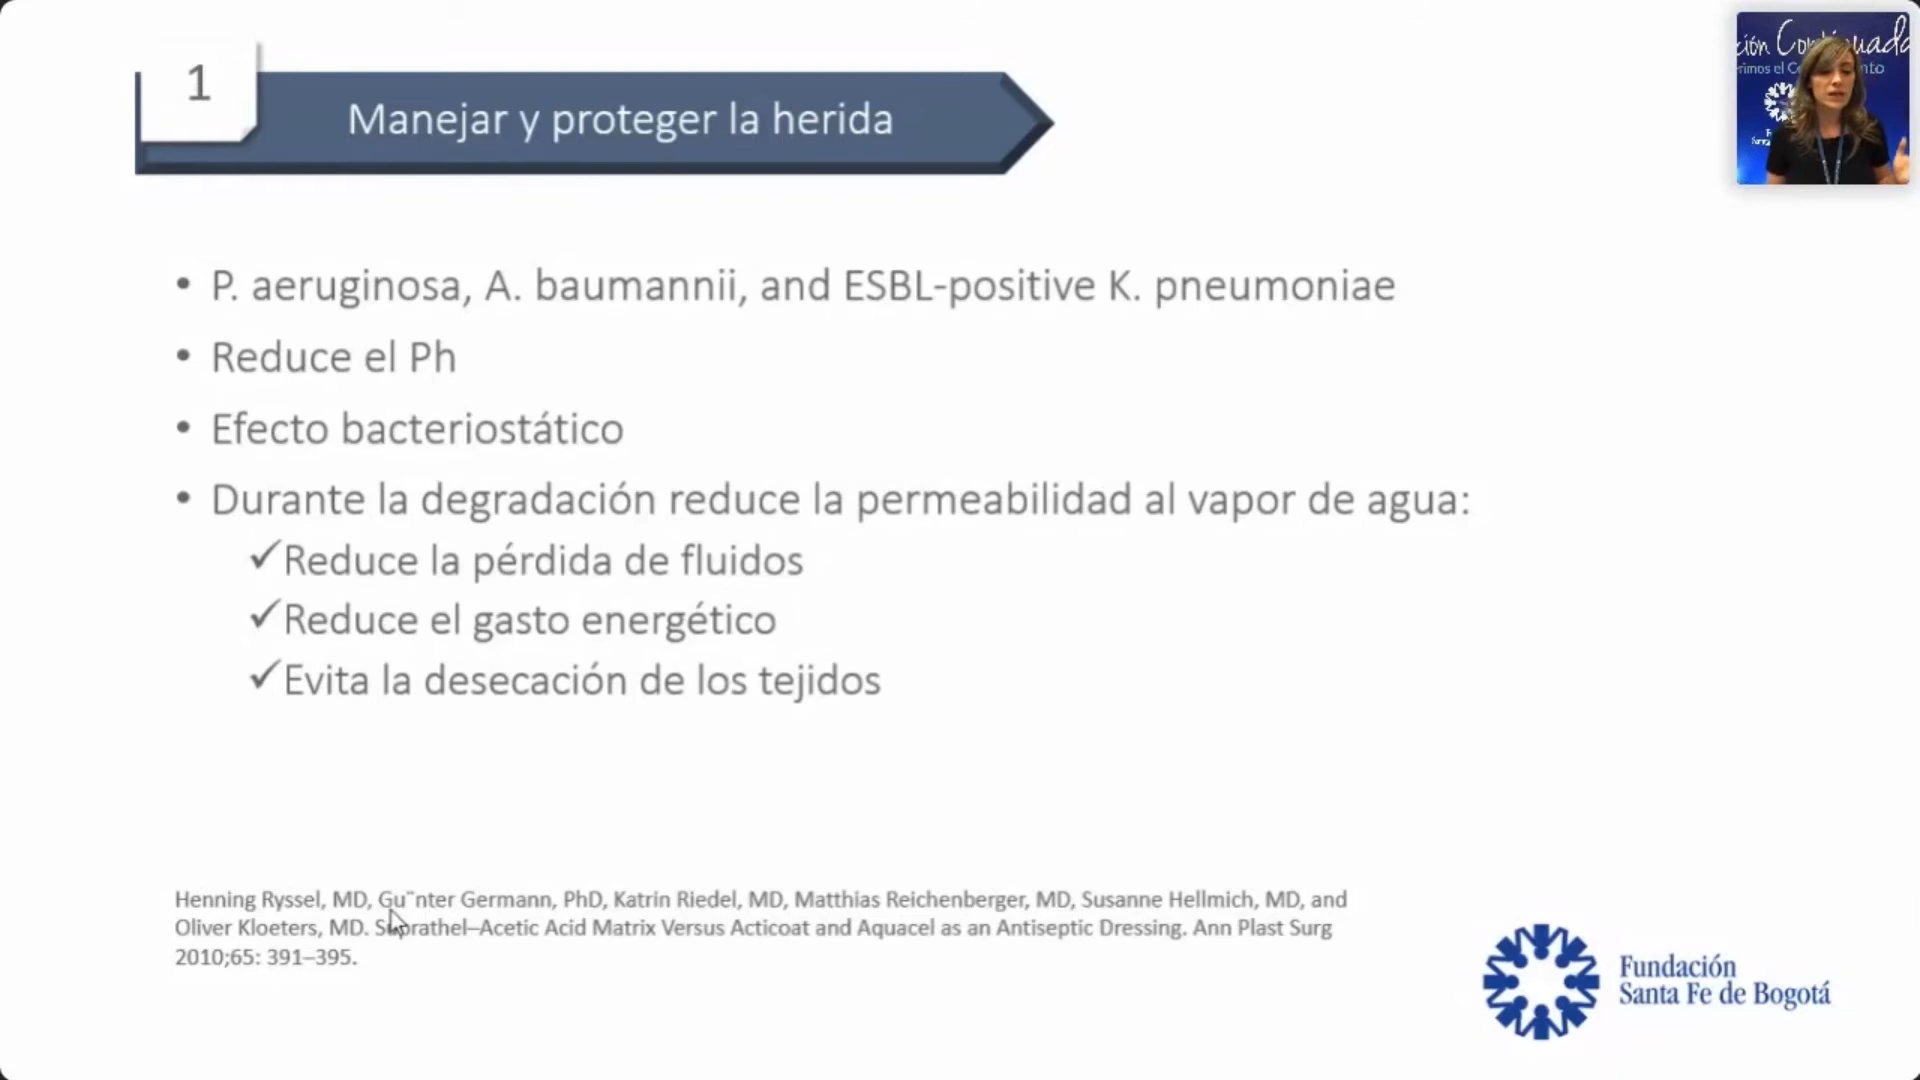 1
Manejar y proteger la herida
• P. aeruginosa, A. baumannii, and ESBL-positive K. pneumoniae
• Reduce el Ph
• Efecto bacteriostático
• Durante la degradación reduce la permeabilidad al vapor de agua:
✓Reduce la pérdida de fluidos
✓Reduce el gasto energético
✓Evita la desecación de los tejidos
Henning Ryssel, MD, Gu¨nter Germann, PhD, Katrin Riedel, MD, Matthias Reichenberger, MD, Susanne Hellmich, MD, and
Oliver Kloeters, MD. Suprathel–Acetic Acid Matrix Versus Acticoat and Aquacel as an Antiseptic Dressing. Ann Plast Surg
2010;65: 391–395.
Fundación
Santa Fe de Bogotá